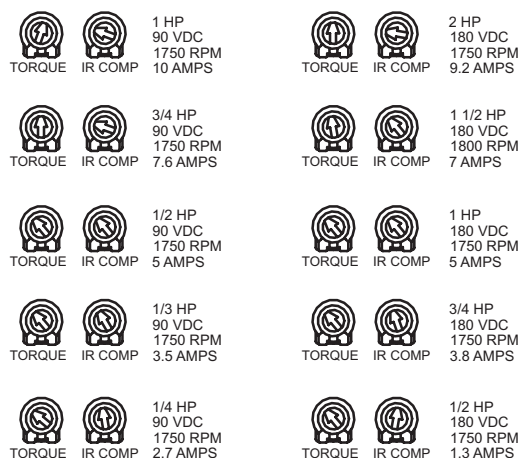 1 HP
90 VDC
1750 RPM
TORQUE IR COMP 10 AMPS
3/4 HP
90 VDC
1750 RPM
TORQUE IR COMP 7.6 AMPS
1/2 HP
90 VDC
1750 RPM
TORQUE IR COMP 5 AMPS
1/3 HP
90 VDC
1750 RPM
TORQUE IR COMP 3.5 AMPS
1/4 HP
90 VDC
1750 RPM
TORQUE IR COMP 2.7 AMPS
2 HP
180 VDC
1750 RPM
TORQUE IR COMP 9.2 AMPS
1 1/2 HP
180 VDC
1800 RPM
TORQUE IR COMP 7 AMPS
1 HP
180 VDC
1750 RPM
TORQUE IR COMP 5 AMPS
3/4 HP
180 VDC
1750 RPM
TORQUE IR COMP 3.8 AMPS
1/2 HP
180 VDC
1750 RPM
TORQUE IR COMP 1.3 AMPS